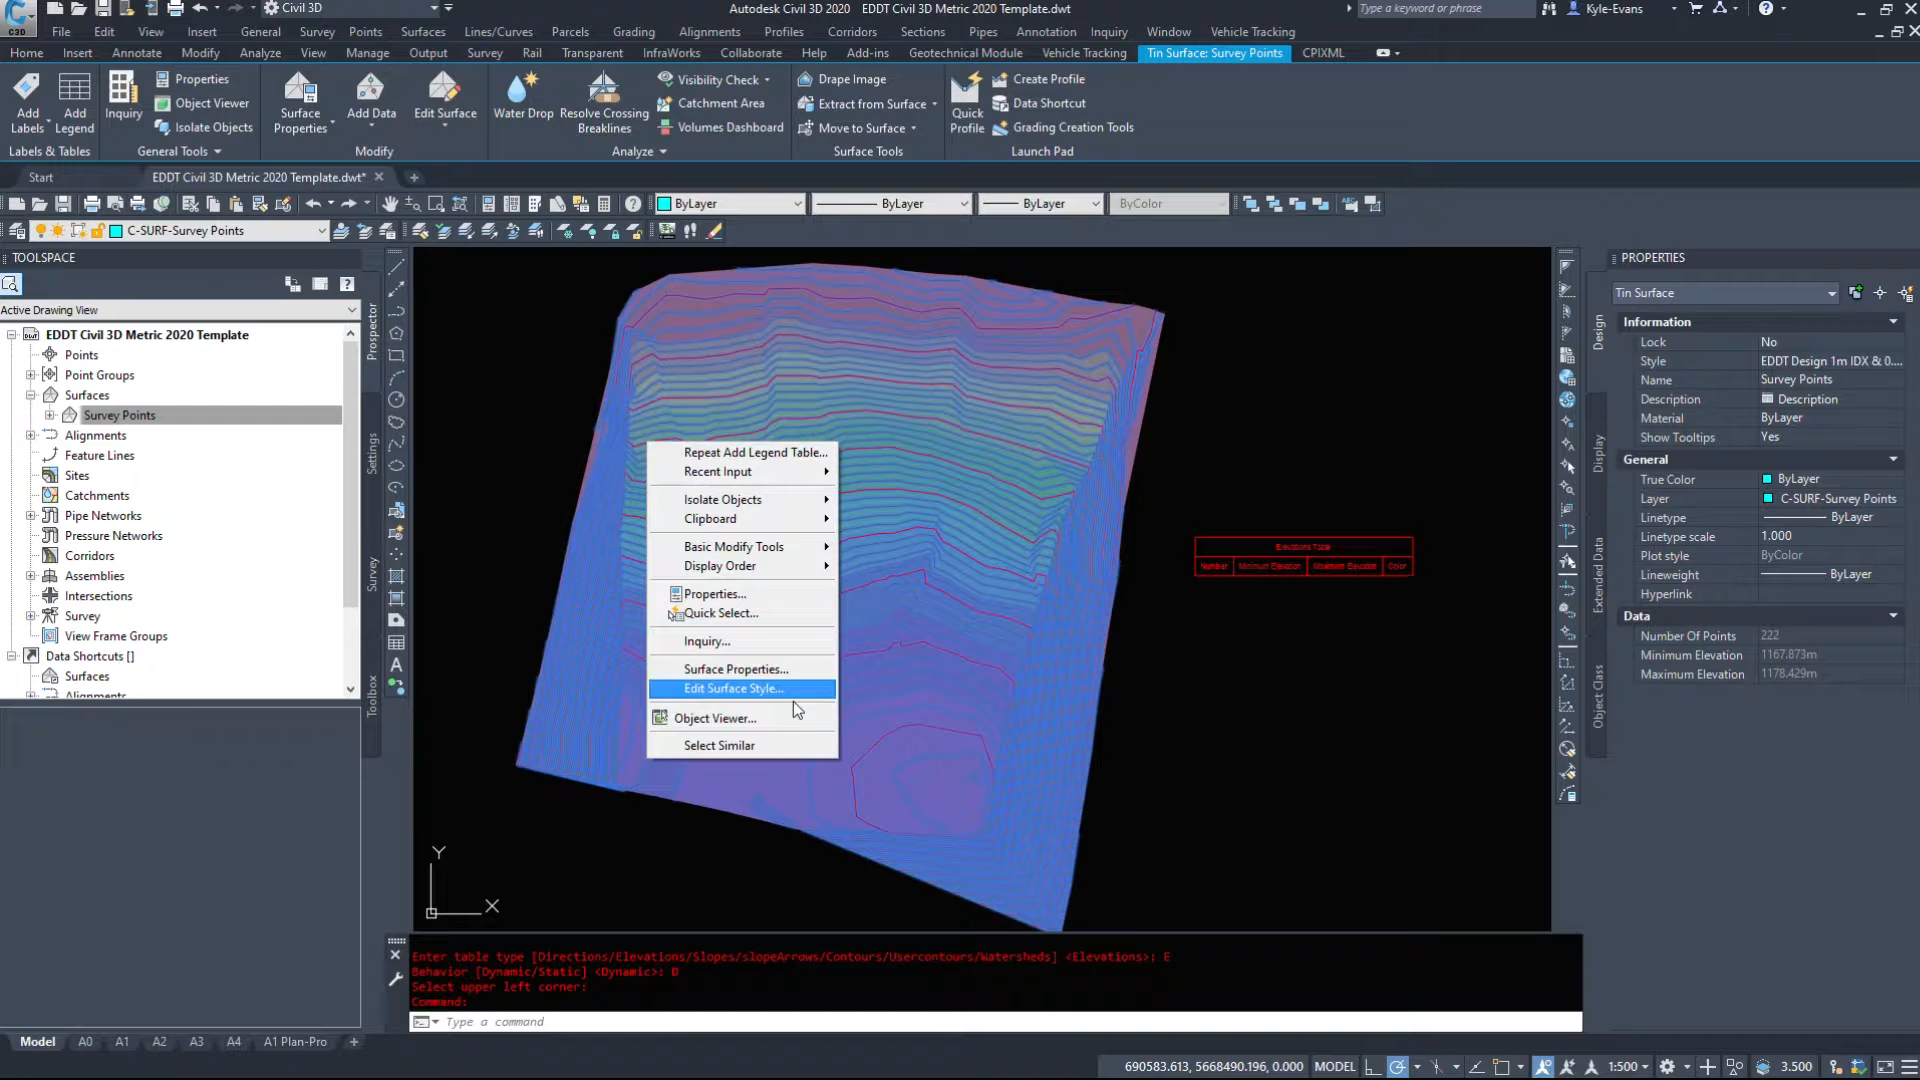 C3D
Civil 3D
Autodesk Civil 3D 2020 EDDT Civil 3D Metric 2020 Template.dwt
Type a keyword or phrase
Kyle-Evans
File Edit View Insert General Survey Points Surfaces Lines/Curves Parcels Grading Alignments Profiles Corridors Sections Pipes Annotation Inquiry Window Vehicle Tracking
Home Insert Annotate Modify Analyze View Manage Output Survey Rail Transparent InfraWorks Collaborate Help Add-ins Geotechnical Module Vehicle Tracking Tin Surface: Survey Points CPIXML
Add Labels
Add Legend
Labels & Tables
Inquiry
Properties
Object Viewer
Isolate Objects
General Tools
Surface Properties
Add Data
Edit Surface
Modify
Water Drop
Resolve Crossing Breaklines
Visibility Check
Catchment Area
Volumes Dashboard
Analyze
Drape Image
Extract from Surface
Move to Surface
Surface Tools
Quick Profile
Create Profile
Data Shortcut
Grading Creation Tools
Launch Pad
Start
EDDT Civil 3D Metric 2020 Template.dwt*
ByLayer
ByLayer
ByLayer
ByColor
C-SURF-Survey Points
TOOLSPACE
Active Drawing View
EDDT Civil 3D Metric 2020 Template
Points
Point Groups
Surfaces
Survey Points
Alignments
Feature Lines
Sites
Catchments
Pipe Networks
Pressure Networks
Corridors
Assemblies
Intersections
Survey
View Frame Groups
Data Shortcuts []
Surfaces
Alignments
Prospector
Settings
Survey
Toolbox
Repeat Add Legend Table...
Recent Input
Isolate Objects
Clipboard
Basic Modify Tools
Display Order
Properties...
Quick Select...
Inquiry...
Surface Properties...
Edit Surface Style...
Object Viewer...
Select Similar
Elevations Table
Number Minimum Elevation Maximum Elevation Color
Y
X
PROPERTIES
Tin Surface
Design
Display
Extended Data
Object Class
Information
Lock No
Style EDDT Design 1m IDX & 0....
Name Survey Points
Description Description
Material ByLayer
Show Tooltips Yes
General
True Color ByLayer
Layer C-SURF-Survey Points
Linetype ByLayer
Linetype scale 1.000
Plot style ByColor
Lineweight ByLayer
Hyperlink
Data
Number Of Points 222
Minimum Elevation 1167.873m
Maximum Elevation 1178.429m
Enter table type [Directions/Elevations/Slopes/slopeArrows/Contours/Usercontours/Watersheds] <Elevations>: E
Behavior [Dynamic/Static] <Dynamic>: D
Select upper left corner:
Command:
Type a command
Model A0 A1 A2 A3 A4 A1 Plan-Pro
690583.613, 5668490.196, 0.000 MODEL 1:500 3.500